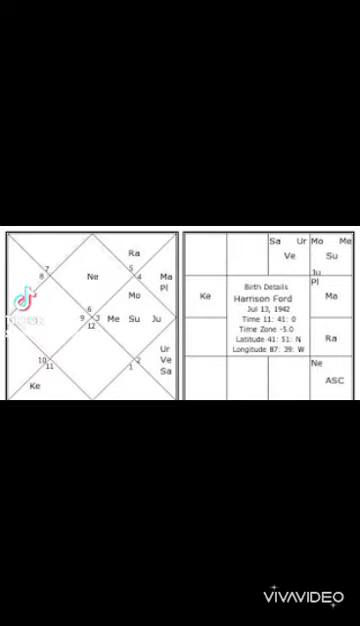 Ra
7
8
5
4
Ne
Ma
Pl
Mo
6
9 3 Me Su Ju
12
Ur
Ve
Sa
10
11
2
1
Ke
Sa Ur Mo Me
Ve Su
Ju
Pl
Ke
Ma
Ra
Ne
ASC
Birth Details
Harrison Ford
Jul 13, 1942
Time 11: 41: 0
Time Zone -5.0
Latitude 41: 51: N
Longitude 87: 39: W
VIVAVIDEO